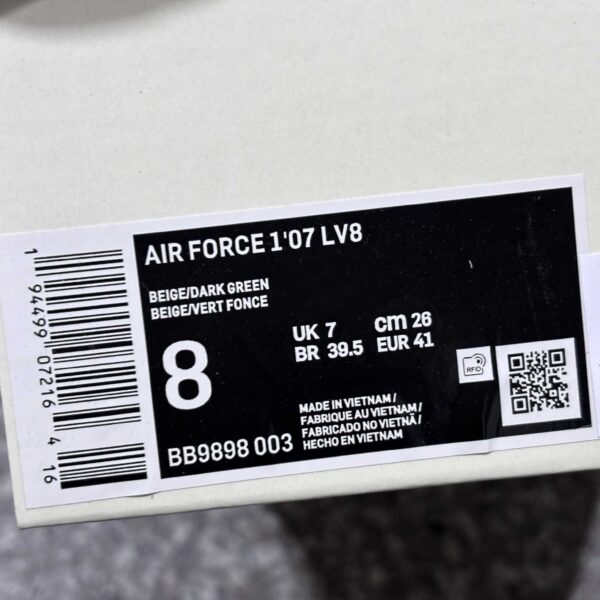 AIR FORCE 1'07 LV8
BEIGE/DARK GREEN
BEIGE/VERT FONCE
8
UK 7 cm 26
BR 39.5 EUR 41
RFID
MADE IN VIETNAM/
FABRIQUE AU VIETNAM/
FABRICADO NO VIETNÃ/
HECHO EN VIETNAM
BB9898 003
1 94499 07216 4 16